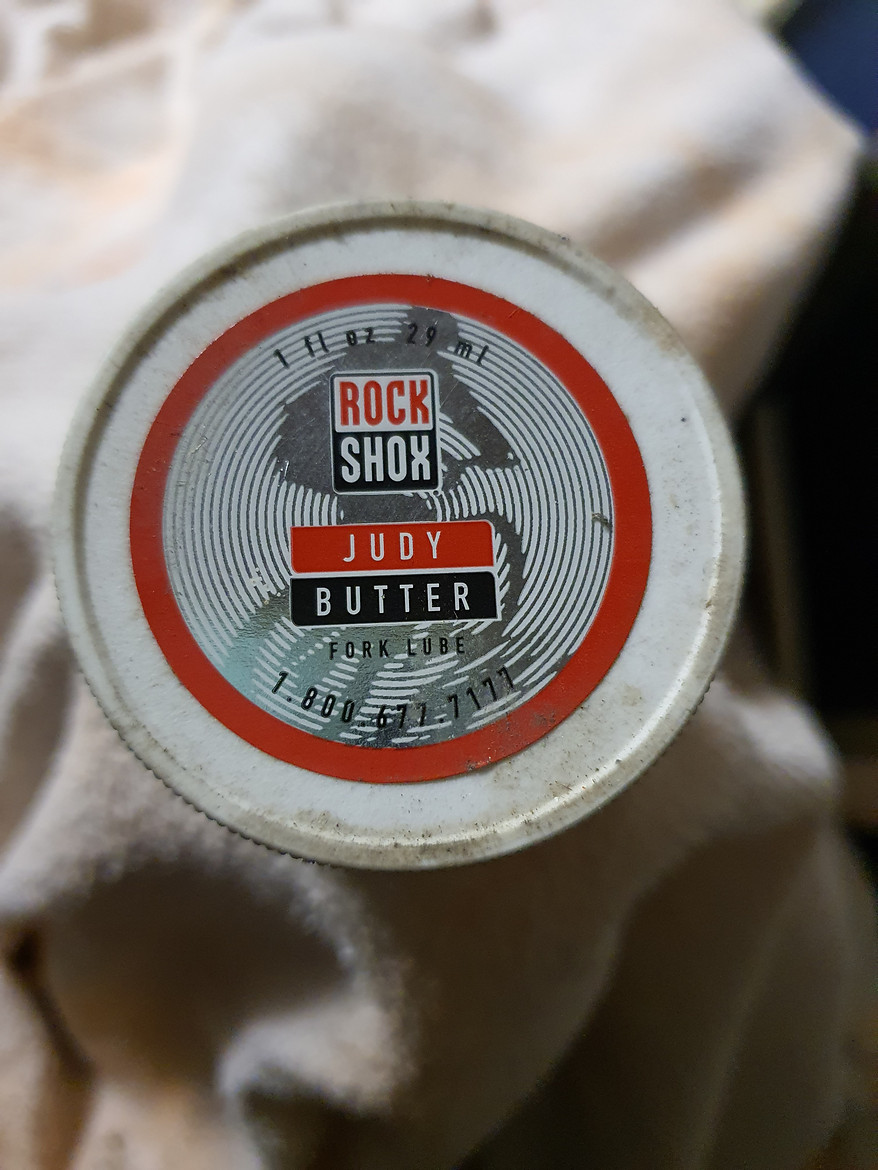 1 fl oz 29 ml
ROCK
SHOX
JUDY
BUTTER
FORK LUBE
1.800.677.7177